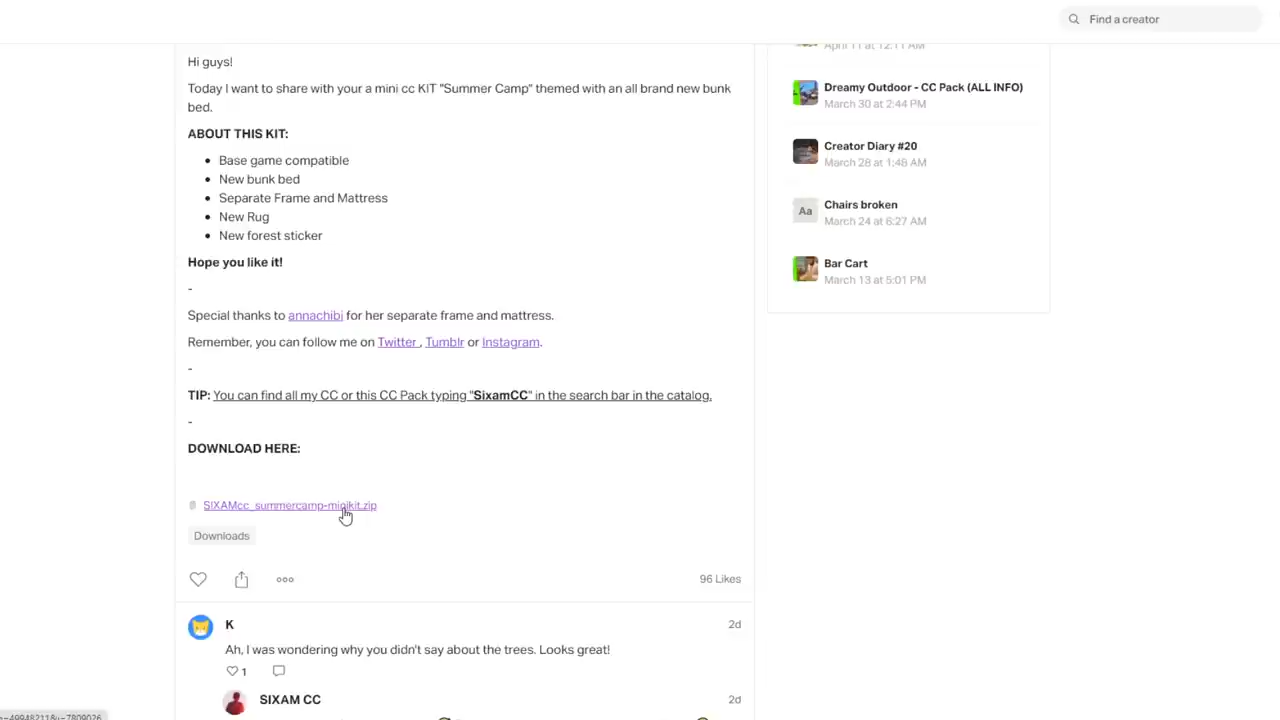 Find a creator
Hi guys!
Today I want to share with your a mini cc KIT "Summer Camp" themed with an all brand new bunk
bed.
ABOUT THIS KIT:
Base game compatible
New bunk bed
Separate Frame and Mattress
New Rug
New forest sticker
Hope you like it!
-
Special thanks to annachibi for her separate frame and mattress.
Remember, you can follow me on Twitter , Tumblr or Instagram.
-
TIP: You can find all my CC or this CC Pack typing "SixamCC" in the search bar in the catalog.
-
DOWNLOAD HERE:
SIXAMcc_summercamp-minikit.zip
Downloads
96 Likes
K
2d
Ah, I was wondering why you didn't say about the trees. Looks great!
1
SIXAM CC
2d
April 11 at 12:11 AM
Dreamy Outdoor - CC Pack (ALL INFO)
March 30 at 2:44 PM
Creator Diary #20
March 28 at 1:48 AM
Aa
Chairs broken
March 24 at 6:27 AM
Bar Cart
March 13 at 5:01 PM